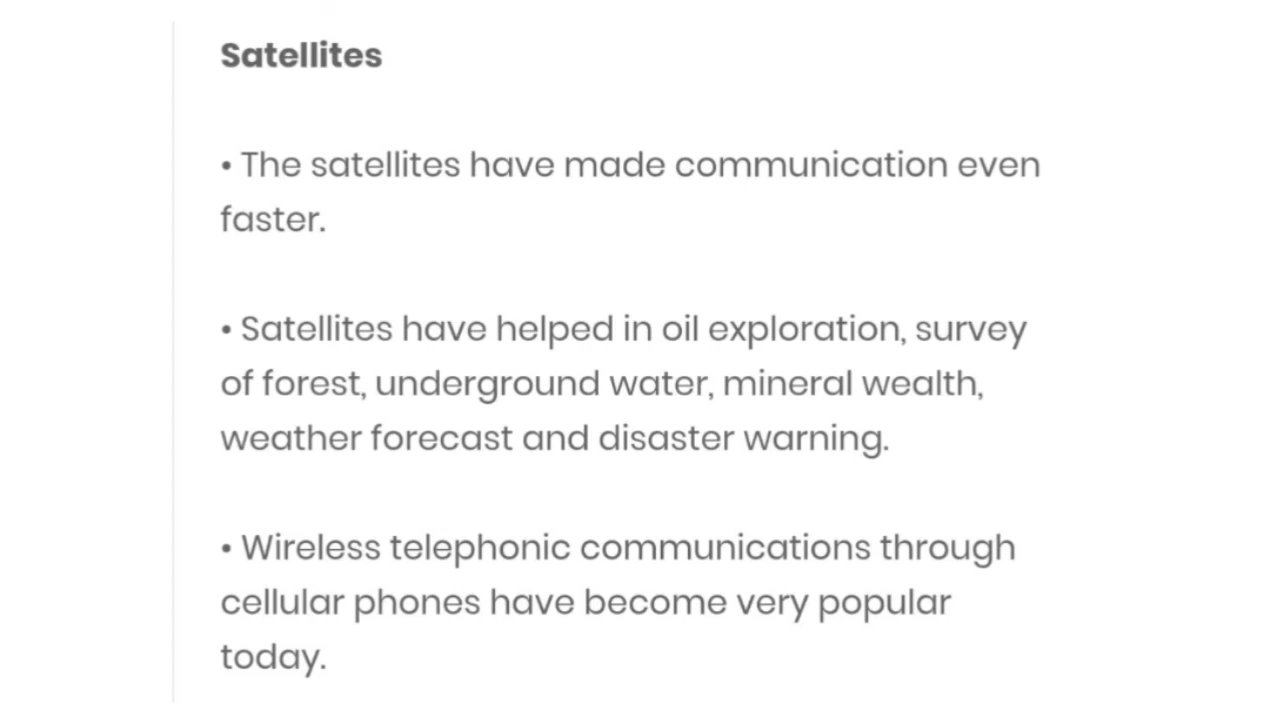 Satellites
• The satellites have made communication even
faster.
• Satellites have helped in oil exploration, survey
of forest, underground water, mineral wealth,
weather forecast and disaster warning.
• Wireless telephonic communications through
cellular phones have become very popular
today.